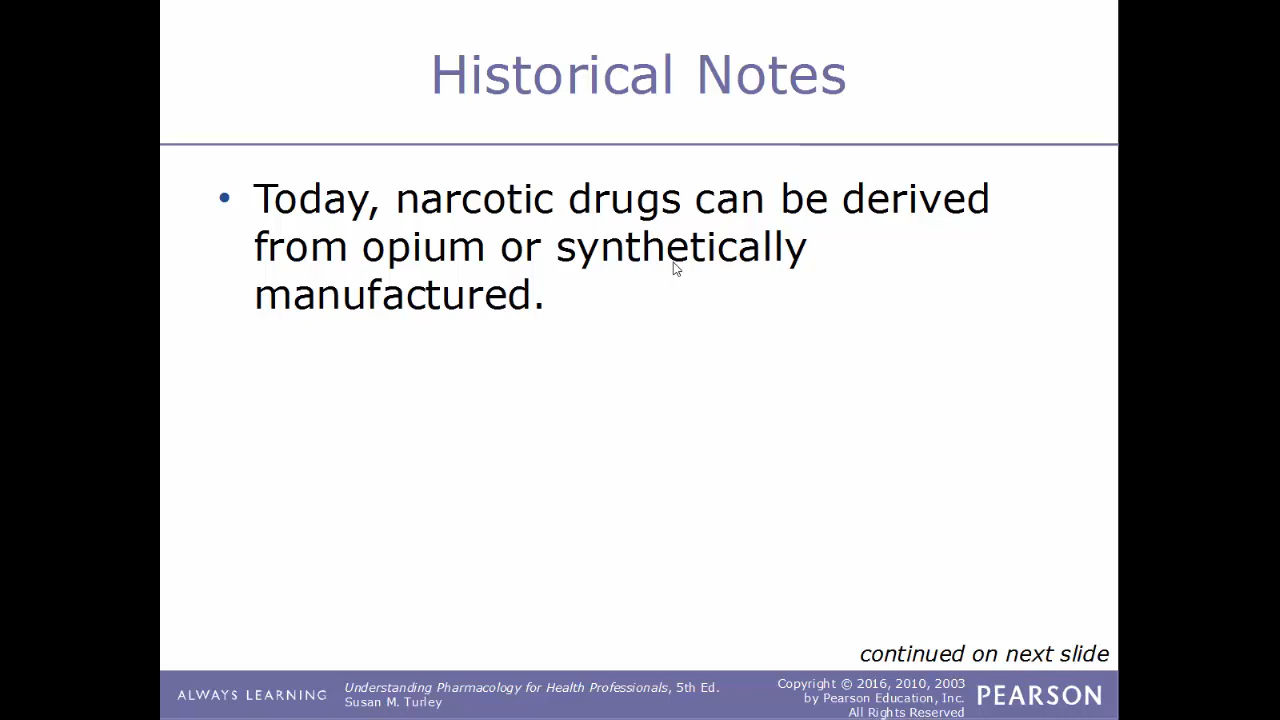 Historical Notes
• Today, narcotic drugs can be derived
from opium or synthetically
manufactured.
continued on next slide
ALWAYS LEARNING
Understanding Pharmacology for Health Professionals, 5th Ed.
Susan M. Turley
Copyright © 2016, 2010, 2003
by Pearson Education, Inc.
All Rights Reserved
PEARSON